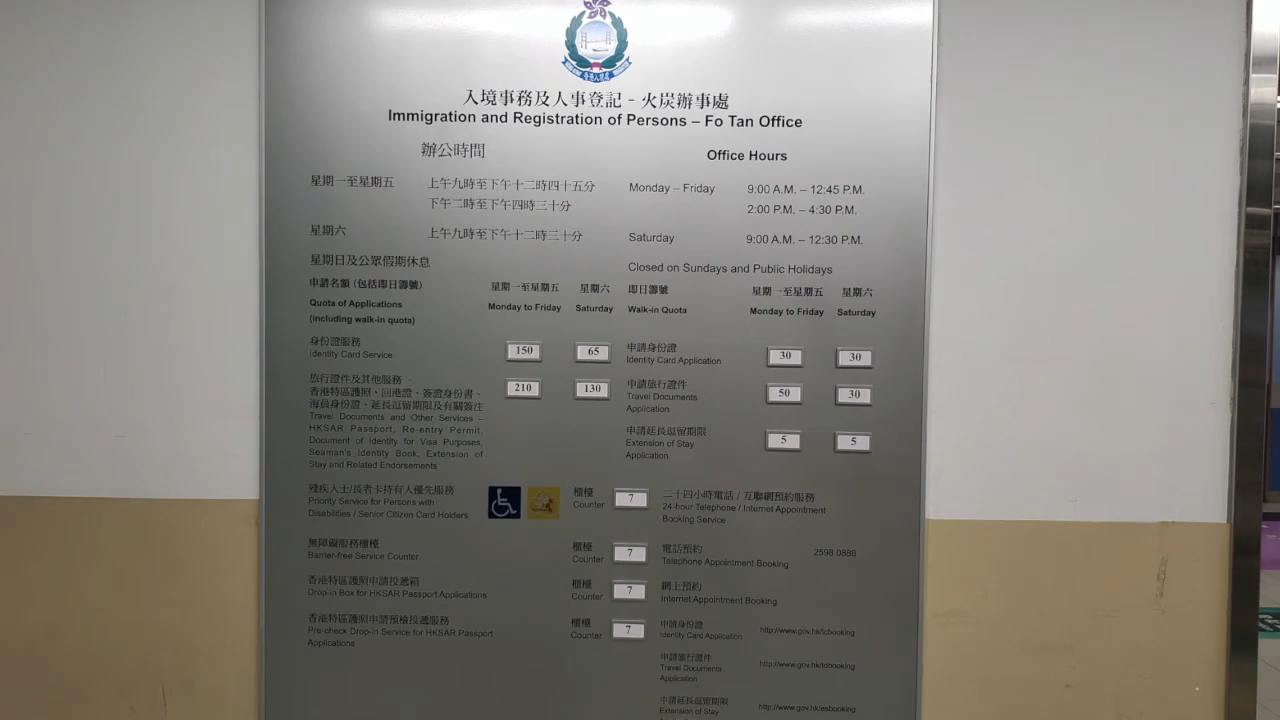 入境事務及人事登記 - 火炭辦事處
Immigration and Registration of Persons – Fo Tan Office
辦公時間
Office Hours
星期一至星期五 上午九時至下午十二時四十五分 Monday – Friday 9:00 A.M. – 12:45 P.M.
下午二時至下午四時三十分 2:00 P.M. – 4:30 P.M.
星期六 上午九時至下午十二時三十分 Saturday 9:00 A.M. – 12:30 P.M.
星期日及公眾假期休息 Closed on Sundays and Public Holidays
申請名額 (包括即日籌號) 星期一至星期五 星期六
Quota of Applications Monday to Friday Saturday
(including walk-in quota)
身份證服務
Identity Card Service 150 65
旅行證件及其他服務 -
香港特區護照、回港證、簽證身份書、 210 130
海員身份證、延長逗留期限及有關簽注
Travel Documents and Other Services –
HKSAR Passport, Re-entry Permit,
Document of Identity for Visa Purposes,
Seaman's Identity Book, Extension of
Stay and Related Endorsements
即日籌號 星期一至星期五 星期六
Walk-in Quota Monday to Friday Saturday
申請身份證
Identity Card Application 30 30
申請旅行證件
Travel Documents 50 30
Application
申請延長逗留期限
Extension of Stay 5 5
Application
殘疾人士/長者卡持有人優先服務 櫃檯
Priority Service for Persons with Counter 7
Disabilities / Senior Citizen Card Holders
無障礙服務櫃檯 櫃檯
Barrier-free Service Counter Counter 7
香港特區護照申請投遞箱 櫃檯
Drop-in Box for HKSAR Passport Applications Counter 7
香港特區護照申請預檢投遞服務 櫃檯
Pre-check Drop-in Service for HKSAR Passport Counter 7
Applications
二十四小時電話 / 互聯網預約服務
24-hour Telephone / Internet Appointment
Booking Service
電話預約 2598 0888
Telephone Appointment Booking
網上預約
Internet Appointment Booking
申請身份證
Identity Card Application http://www.gov.hk/icbooking
申請旅行證件
Travel Documents http://www.gov.hk/tdbooking
Application
申請延長逗留期限
Extension of Stay http://www.gov.hk/esbooking